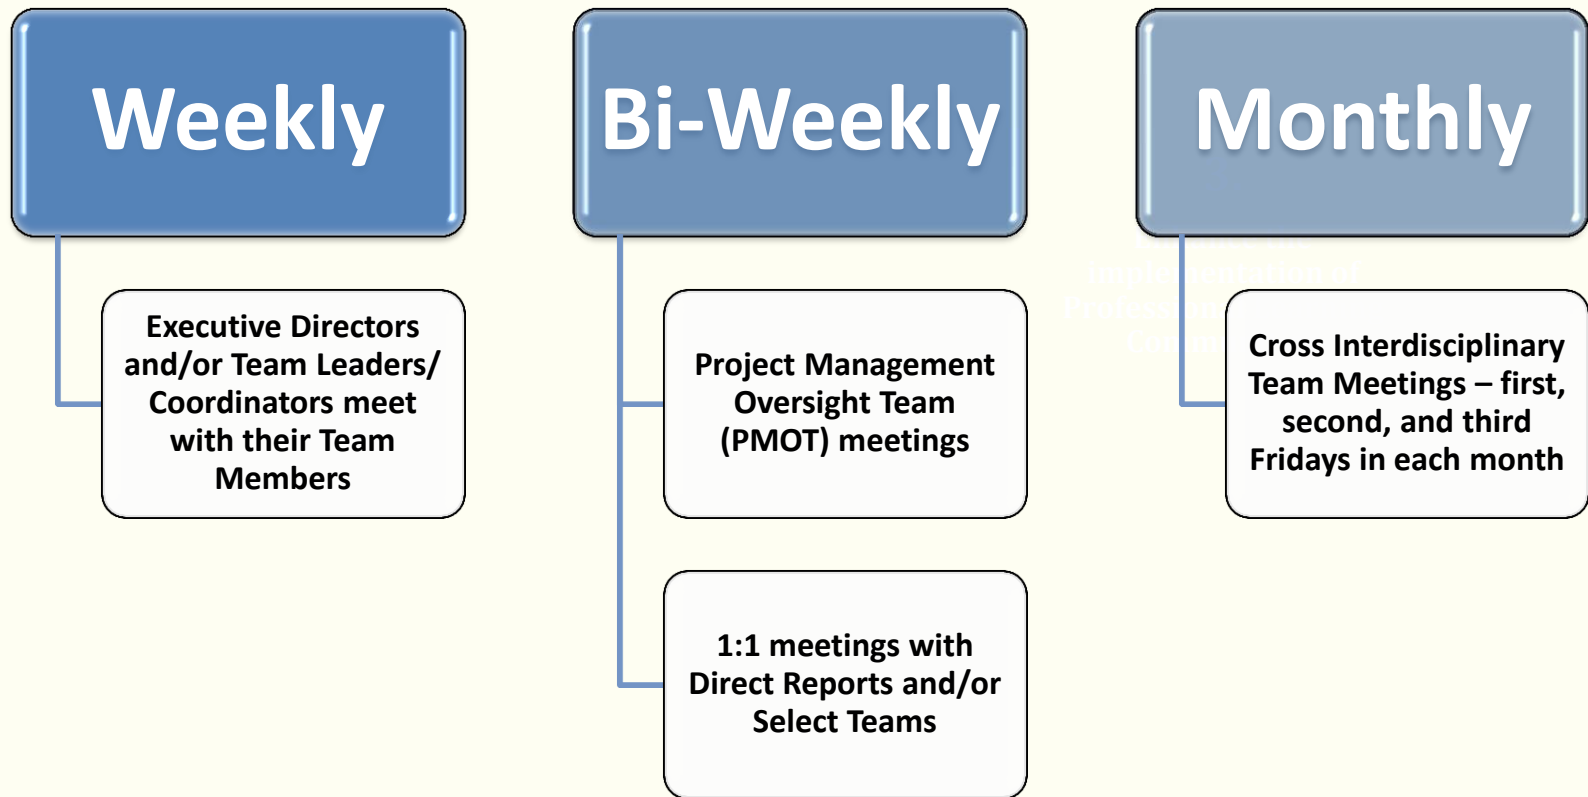 Weekly
Executive Directors
and/or Team Leaders/
Coordinators meet
with their Team
Members
Bi-Weekly
Project Management
Oversight Team
(PMOT) meetings
1:1 meetings with
Direct Reports and/or
Select Teams
Monthly
Implementation of
Cross Interdisciplinary
Team Meetings – first,
second, and third
Fridays in each month